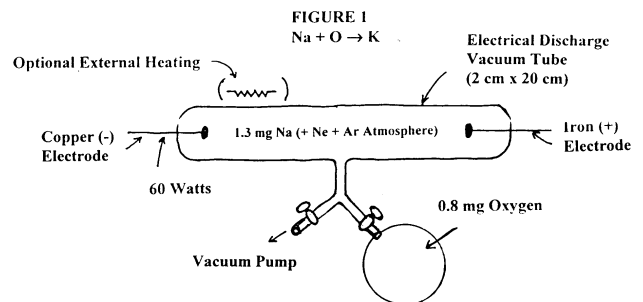 FIGURE 1
Na + O → K
Electrical Discharge
Vacuum Tube
(2 cm x 20 cm)
Optional External Heating
Copper (-)
Electrode
1.3 mg Na (+ Ne + Ar Atmosphere)
Iron (+)
Electrode
60 Watts
0.8 mg Oxygen
Vacuum Pump